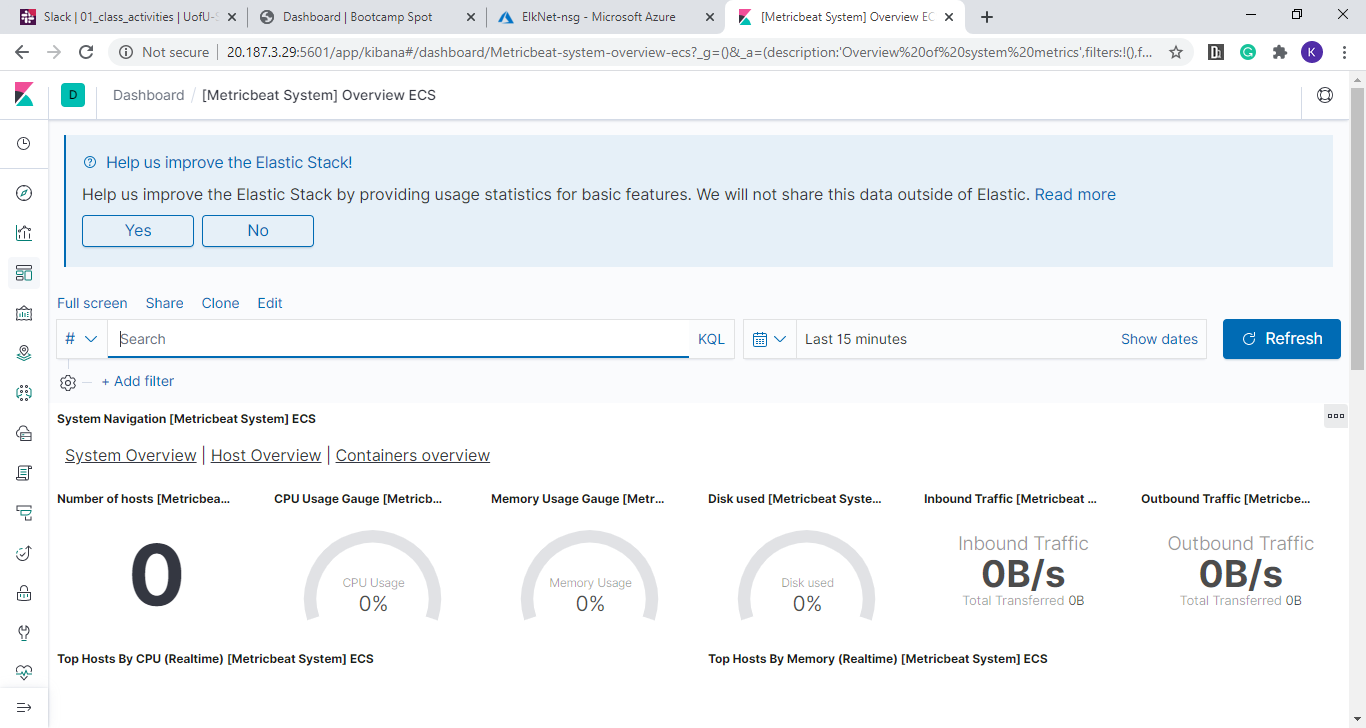 Slack | 01_class_activities | UofU-S
Dashboard | Bootcamp Spot
ElkNet-nsg - Microsoft Azure
[Metricbeat System] Overview EC
Not secure
20.187.3.29:5601/app/kibana#/dashboard/Metricbeat-system-overview-ecs?_g=()&_a=(description:'Overview%20of%20system%20metrics',filters:!(),f...
K
D
Dashboard / [Metricbeat System] Overview ECS
Help us improve the Elastic Stack!
Help us improve the Elastic Stack by providing usage statistics for basic features. We will not share this data outside of Elastic. Read more
Yes
No
Full screen
Share
Clone
Edit
#
Search
KQL
Last 15 minutes
Show dates
Refresh
+ Add filter
System Navigation [Metricbeat System] ECS
System Overview | Host Overview | Containers overview
Number of hosts [Metricbea...
CPU Usage Gauge [Metricb...
Memory Usage Gauge [Metr...
Disk used [Metricbeat Syste...
Inbound Traffic [Metricbeat ...
Outbound Traffic [Metricbe...
0
CPU Usage
0%
Memory Usage
0%
Disk used
0%
Inbound Traffic
0B/s
Total Transferred 0B
Outbound Traffic
0B/s
Total Transferred 0B
Top Hosts By CPU (Realtime) [Metricbeat System] ECS
Top Hosts By Memory (Realtime) [Metricbeat System] ECS